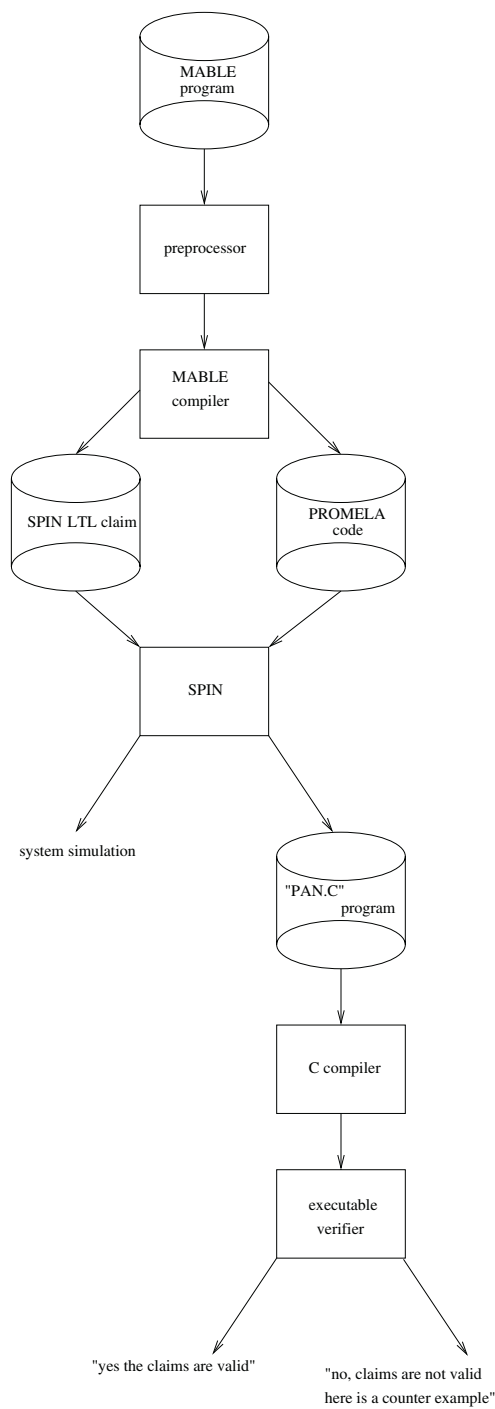 MABLE
program
preprocessor
MABLE
compiler
SPIN LTL claim
PROMELA
code
SPIN
system simulation
"PAN.C"
program
C compiler
executable
verifier
"yes the claims are valid"
"no, claims are not valid
here is a counter example"